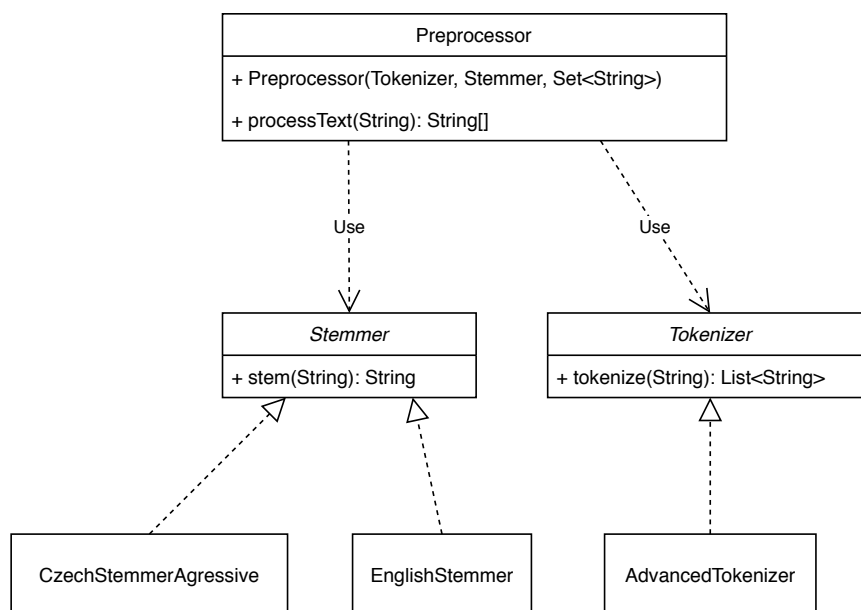 Preprocessor
+ Preprocessor(Tokenizer, Stemmer, Set<String>)
+ processText(String): String[]
Use
Use
Stemmer
Tokenizer
+ stem(String): String
+ tokenize(String): List<String>
CzechStemmerAgressive
EnglishStemmer
AdvancedTokenizer